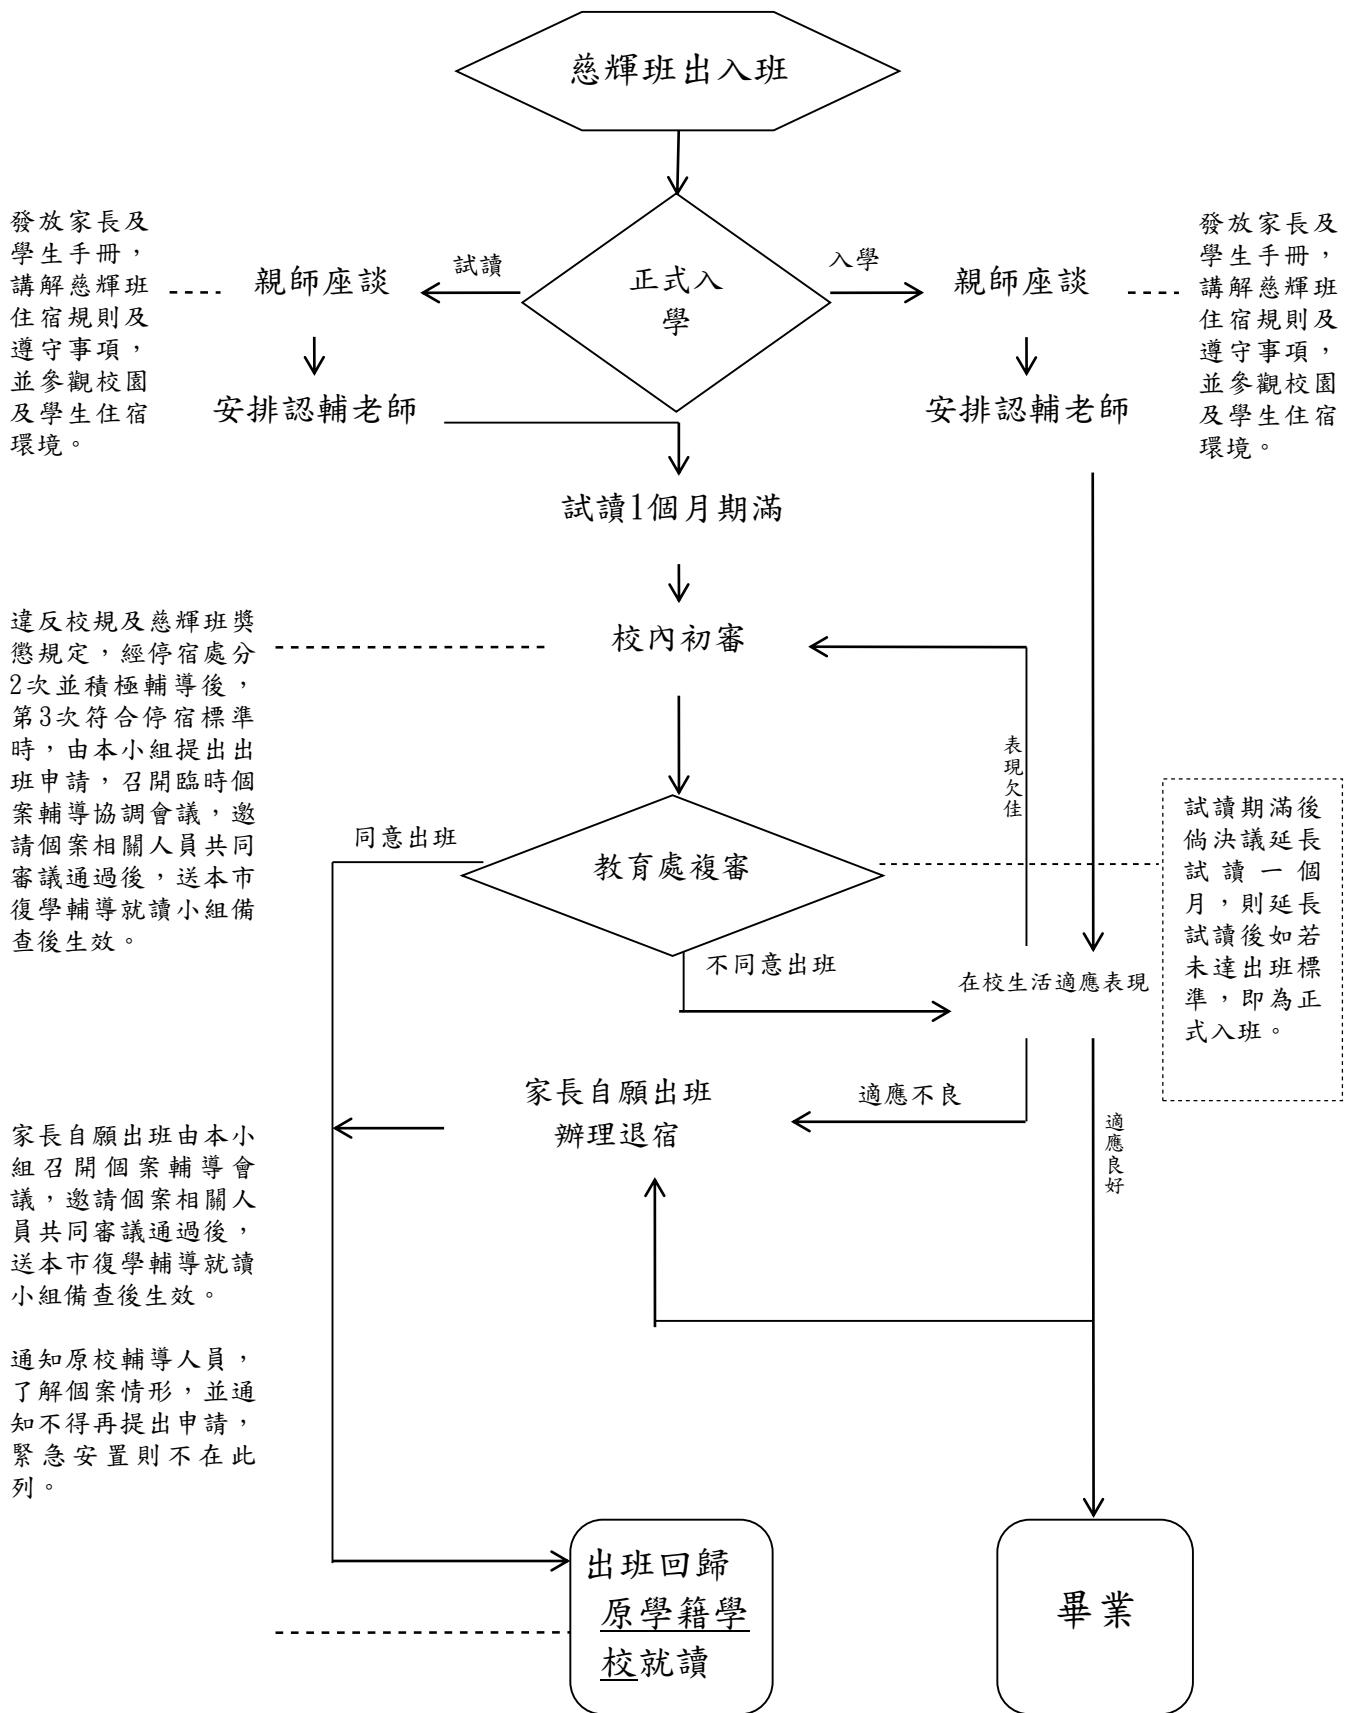 慈輝班出入班
發放家長及
學生手冊，
講解慈輝班
住宿規則及
遵守事項，
並參觀校園
及學生住宿
環境。
親師座談
試讀
正式入
學
入學
親師座談
發放家長及
學生手冊，
講解慈輝班
住宿規則及
遵守事項，
並參觀校園
及學生住宿
環境。
安排認輔老師
安排認輔老師
試讀1個月期滿
違反校規及慈輝班獎
懲規定，經停宿處分
2次並積極輔導後，
第3次符合停宿標準
時，由本小組提出出
班申請，召開臨時個
案輔導協調會議，邀
請個案相關人員共同
審議通過後，送本市
復學輔導就讀小組備
查後生效。
校內初審
表現欠佳
同意出班
教育處複審
試讀期滿後
倘決議延長
試讀一個
月，則延長
試讀後如若
未達出班標
準，即為正
式入班。
不同意出班
在校生活適應表現
家長自願出班
辦理退宿
適應不良
適應良好
家長自願出班由本小
組召開個案輔導會
議，邀請個案相關人
員共同審議通過後，
送本市復學輔導就讀
小組備查後生效。
通知原校輔導人員，
了解個案情形，並通
知不得再提出申請，
緊急安置則不在此
列。
出班回歸
原學籍學
校就讀
畢業